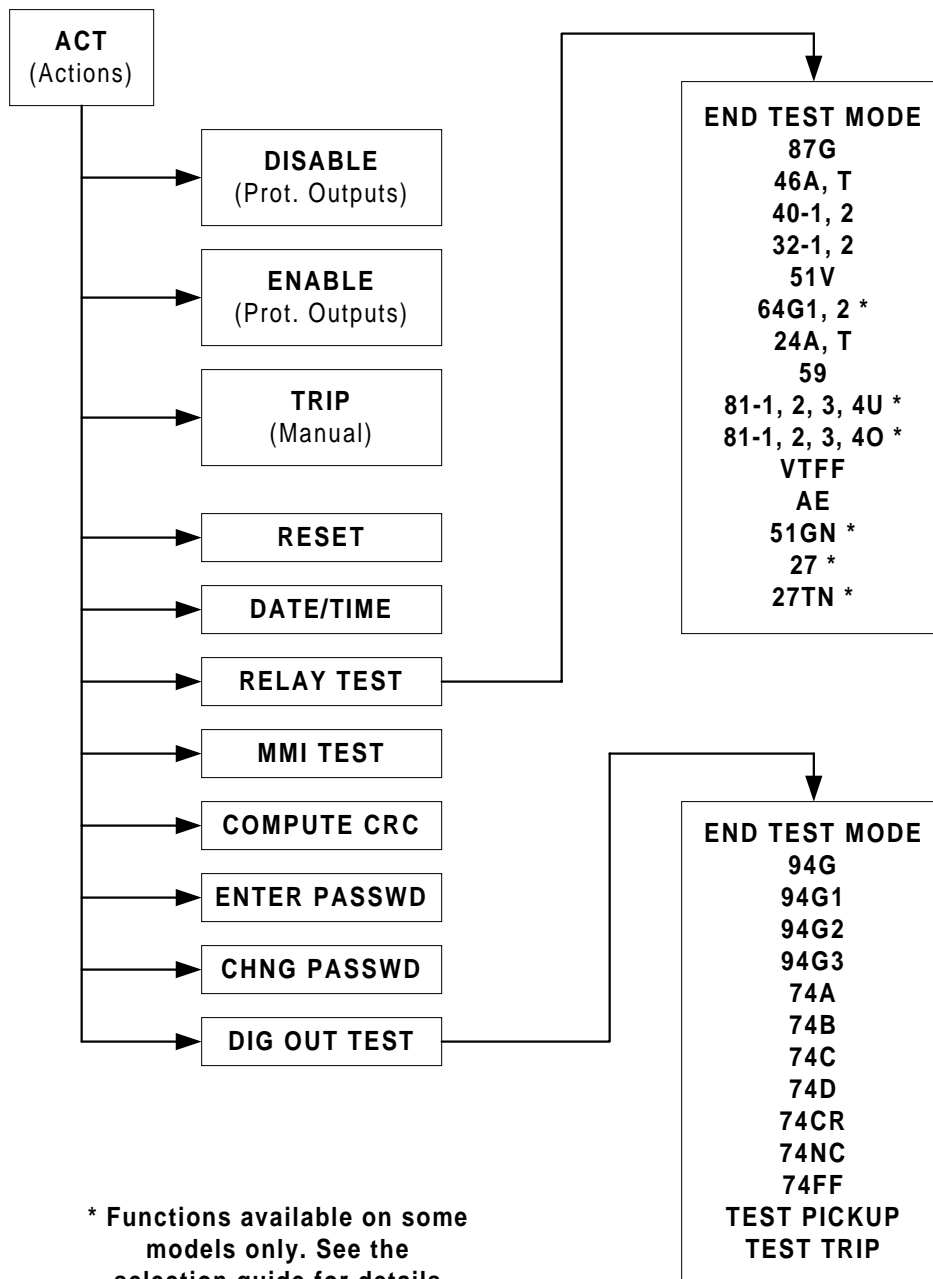 ACT
(Actions)
DISABLE
(Prot. Outputs)
ENABLE
(Prot. Outputs)
TRIP
(Manual)
RESET
DATE/TIME
RELAY TEST
MMI TEST
COMPUTE CRC
ENTER PASSWD
CHNG PASSWD
DIG OUT TEST
END TEST MODE
87G
46A, T
40-1, 2
32-1, 2
51V
64G1, 2 *
24A, T
59
81-1, 2, 3, 4U *
81-1, 2, 3, 4O *
VTFF
AE
51GN *
27 *
27TN *
END TEST MODE
94G
94G1
94G2
94G3
74A
74B
74C
74D
74CR
74NC
74FF
TEST PICKUP
TEST TRIP
* Functions available on some
models only. See the
selection guide for details